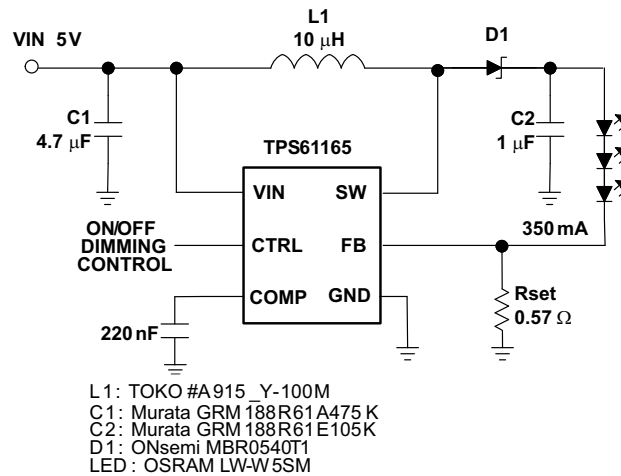 L1
10 μH
VIN 5V
D1
C1
4.7 μF
C2
1 μF
TPS61165
VIN SW
ON/OFF
DIMMING
CONTROL
CTRL FB
350 mA
COMP GND
220 nF
Rset
0.57 Ω
L1: TOKO #A915_Y-100M
C1: Murata GRM188R61A475K
C2: Murata GRM188R61E105K
D1: ONsemi MBR0540T1
LED: OSRAM LW-W5SM